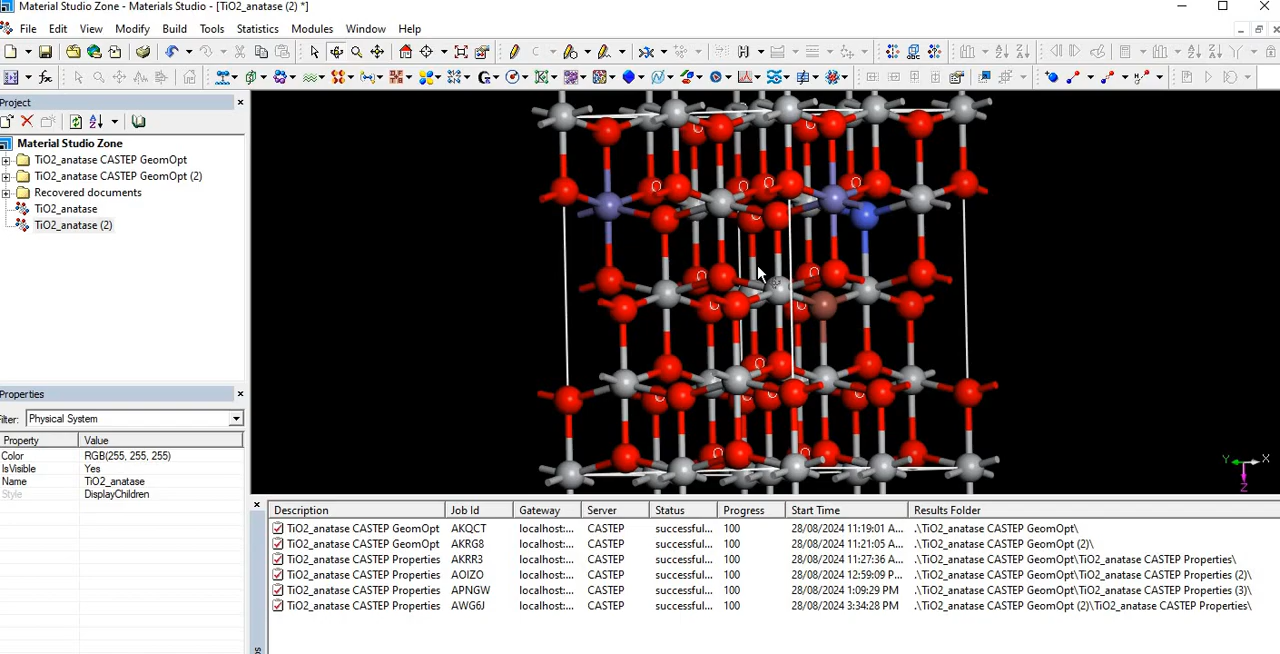 Material Studio Zone - Materials Studio - [TiO2_anatase (2) *]
File Edit View Modify Build Tools Statistics Modules Window Help
Project
Material Studio Zone
TiO2_anatase CASTEP GeomOpt
TiO2_anatase CASTEP GeomOpt (2)
Recovered documents
TiO2_anatase
TiO2_anatase (2)
Properties
Filter: Physical System
Property Value
Color RGB(255, 255, 255)
IsVisible Yes
Name TiO2_anatase
Style DisplayChildren
Y X
Z
Description Job Id Gateway Server Status Progress Start Time Results Folder
TiO2_anatase CASTEP GeomOpt AKQCT localhost:... CASTEP successful... 100 28/08/2024 11:19:01 A... .\TiO2_anatase CASTEP GeomOpt\
TiO2_anatase CASTEP GeomOpt AKRG8 localhost:... CASTEP successful... 100 28/08/2024 11:21:05 A... .\TiO2_anatase CASTEP GeomOpt (2)\
TiO2_anatase CASTEP Properties AKRR3 localhost:... CASTEP successful... 100 28/08/2024 11:27:36 A... .\TiO2_anatase CASTEP GeomOpt\TiO2_anatase CASTEP Properties\
TiO2_anatase CASTEP Properties AOIZO localhost:... CASTEP successful... 100 28/08/2024 12:59:09 P... .\TiO2_anatase CASTEP GeomOpt\TiO2_anatase CASTEP Properties (2)\
TiO2_anatase CASTEP Properties APNGW localhost:... CASTEP successful... 100 28/08/2024 1:09:29 PM .\TiO2_anatase CASTEP GeomOpt\TiO2_anatase CASTEP Properties (3)\
TiO2_anatase CASTEP Properties AWG6J localhost:... CASTEP successful... 100 28/08/2024 3:34:28 PM .\TiO2_anatase CASTEP GeomOpt (2)\TiO2_anatase CASTEP Properties\